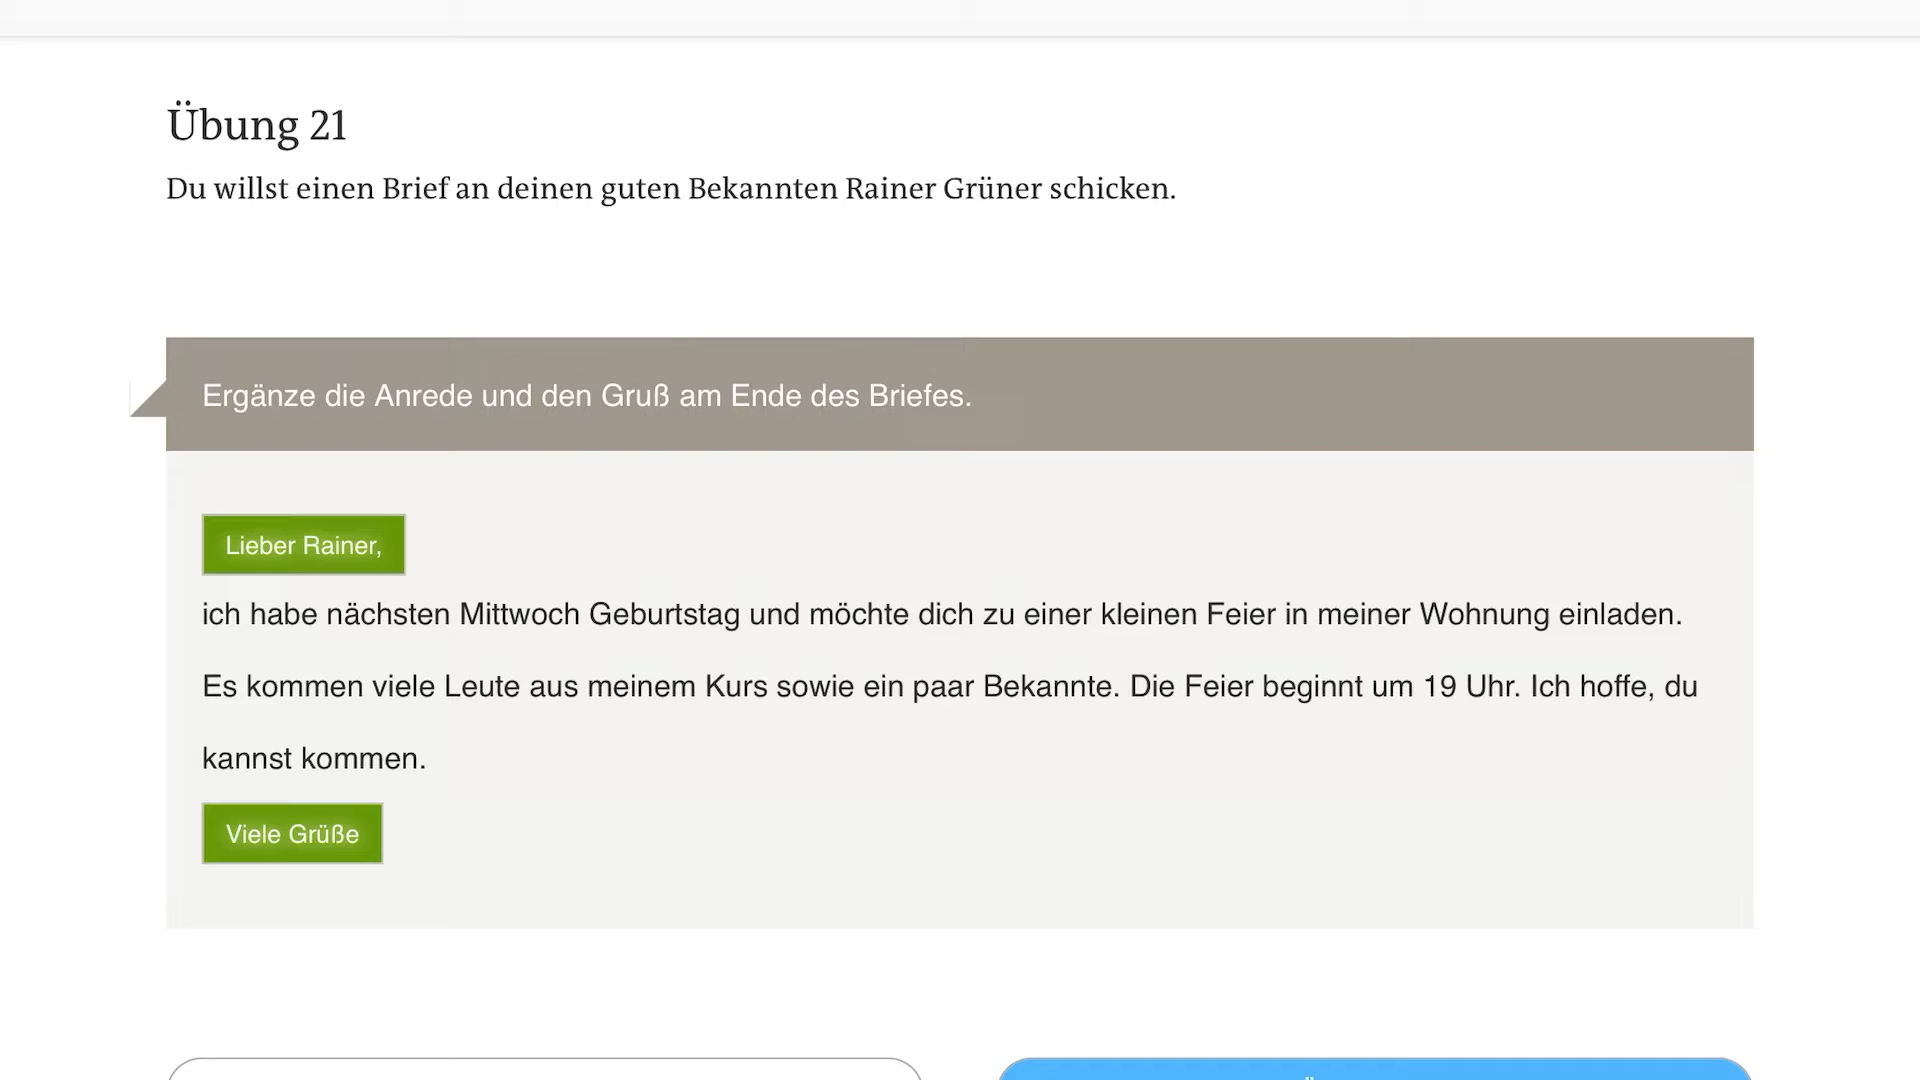 Übung 21
Du willst einen Brief an deinen guten Bekannten Rainer Grüner schicken.
Ergänze die Anrede und den Gruß am Ende des Briefes.
Lieber Rainer,
ich habe nächsten Mittwoch Geburtstag und möchte dich zu einer kleinen Feier in meiner Wohnung einladen.
Es kommen viele Leute aus meinem Kurs sowie ein paar Bekannte. Die Feier beginnt um 19 Uhr. Ich hoffe, du
kannst kommen.
Viele Grüße